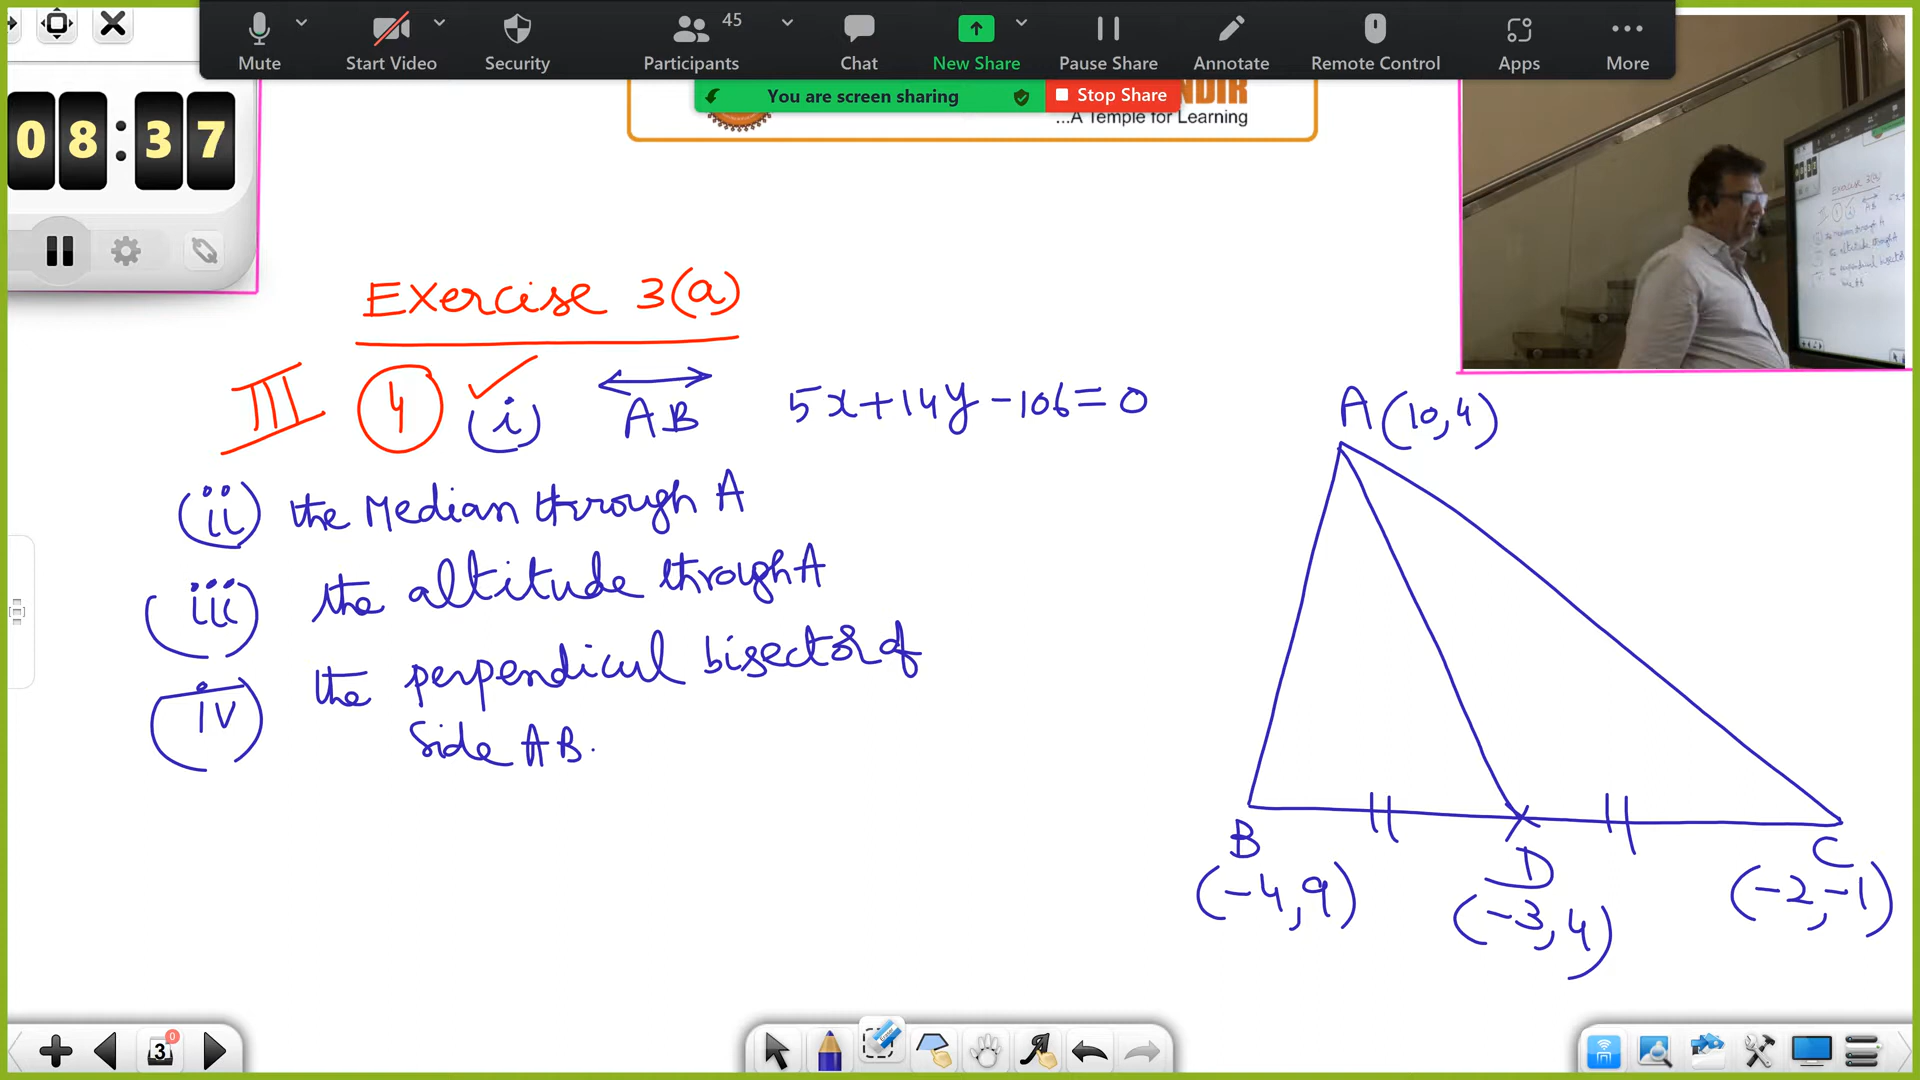 Mute
Start Video
Security
Participants 45
Chat
New Share
Pause Share
Annotate
Remote Control
Apps
More
You are screen sharing
Stop Share
...A Temple for Learning
08:37
Exercise 3(a)
III 4 (i) AB 5x+14y-106=0
(ii) the Median through A
(iii) the altitude through A
(iv) the perpendicul bisector of
side AB.
A(10,4)
B
(-4,9)
D
(-3,4)
C
(-2,-1)
3
0